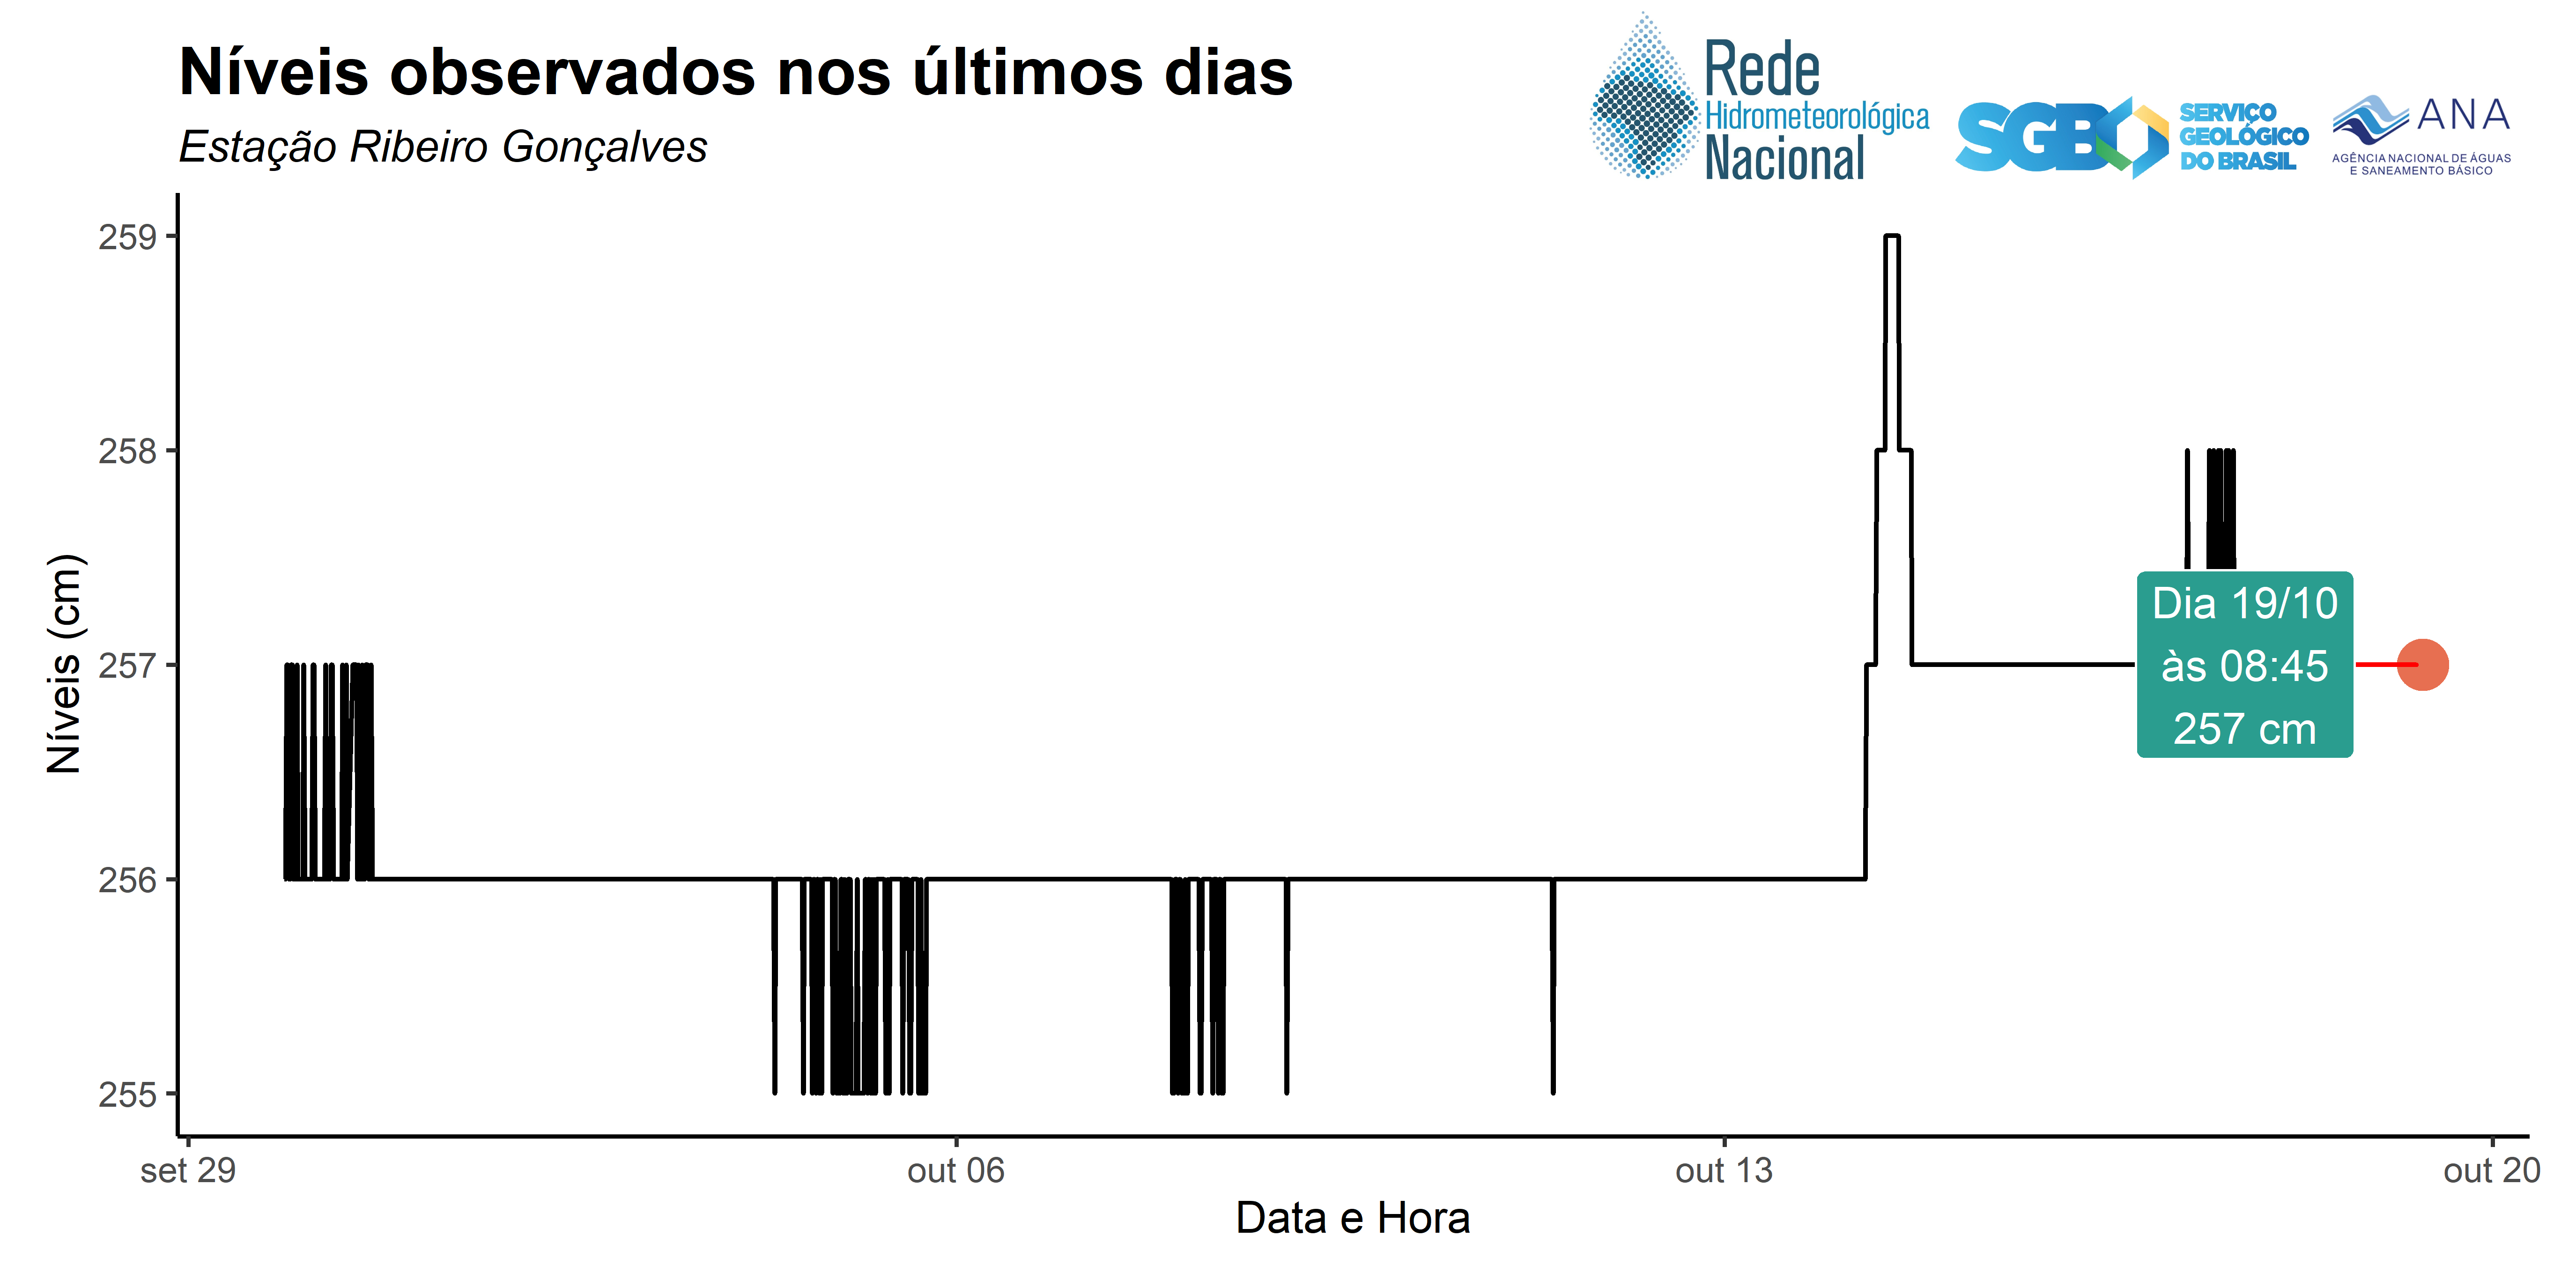 Níveis observados nos últimos dias
Estação Ribeiro Gonçalves
Rede
Hidrometeorológica
Nacional
SGB
SERVIÇO
GEOLÓGICO
DO BRASIL
ANA
AGÊNCIA NACIONAL DE ÁGUAS
E SANEAMENTO BÁSICO
Níveis (cm)
259
258
257
256
255
Dia 19/10
às 08:45
257 cm
set 29
out 06
out 13
out 20
Data e Hora